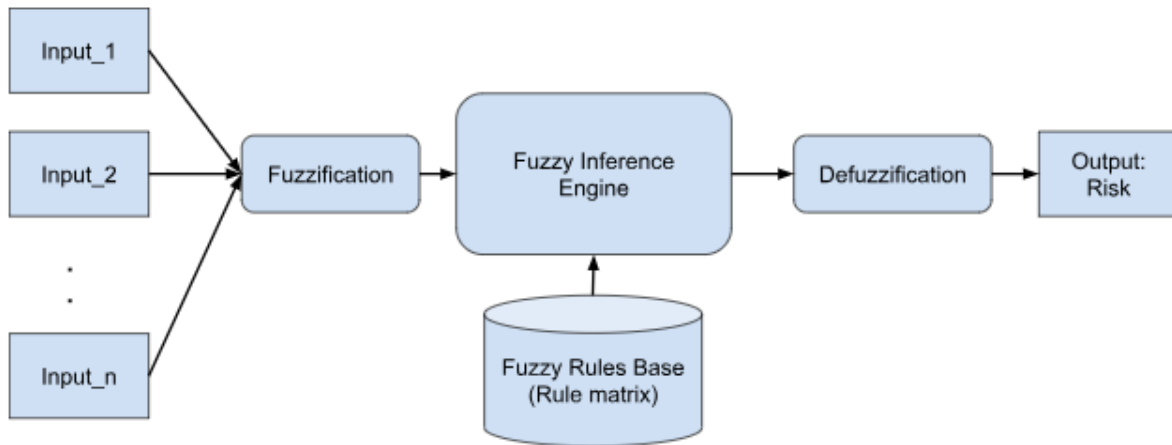 Input_1
Input_2
.
.
Input_n
Fuzzification
Fuzzy Inference
Engine
Fuzzy Rules Base
(Rule matrix)
Defuzzification
Output:
Risk